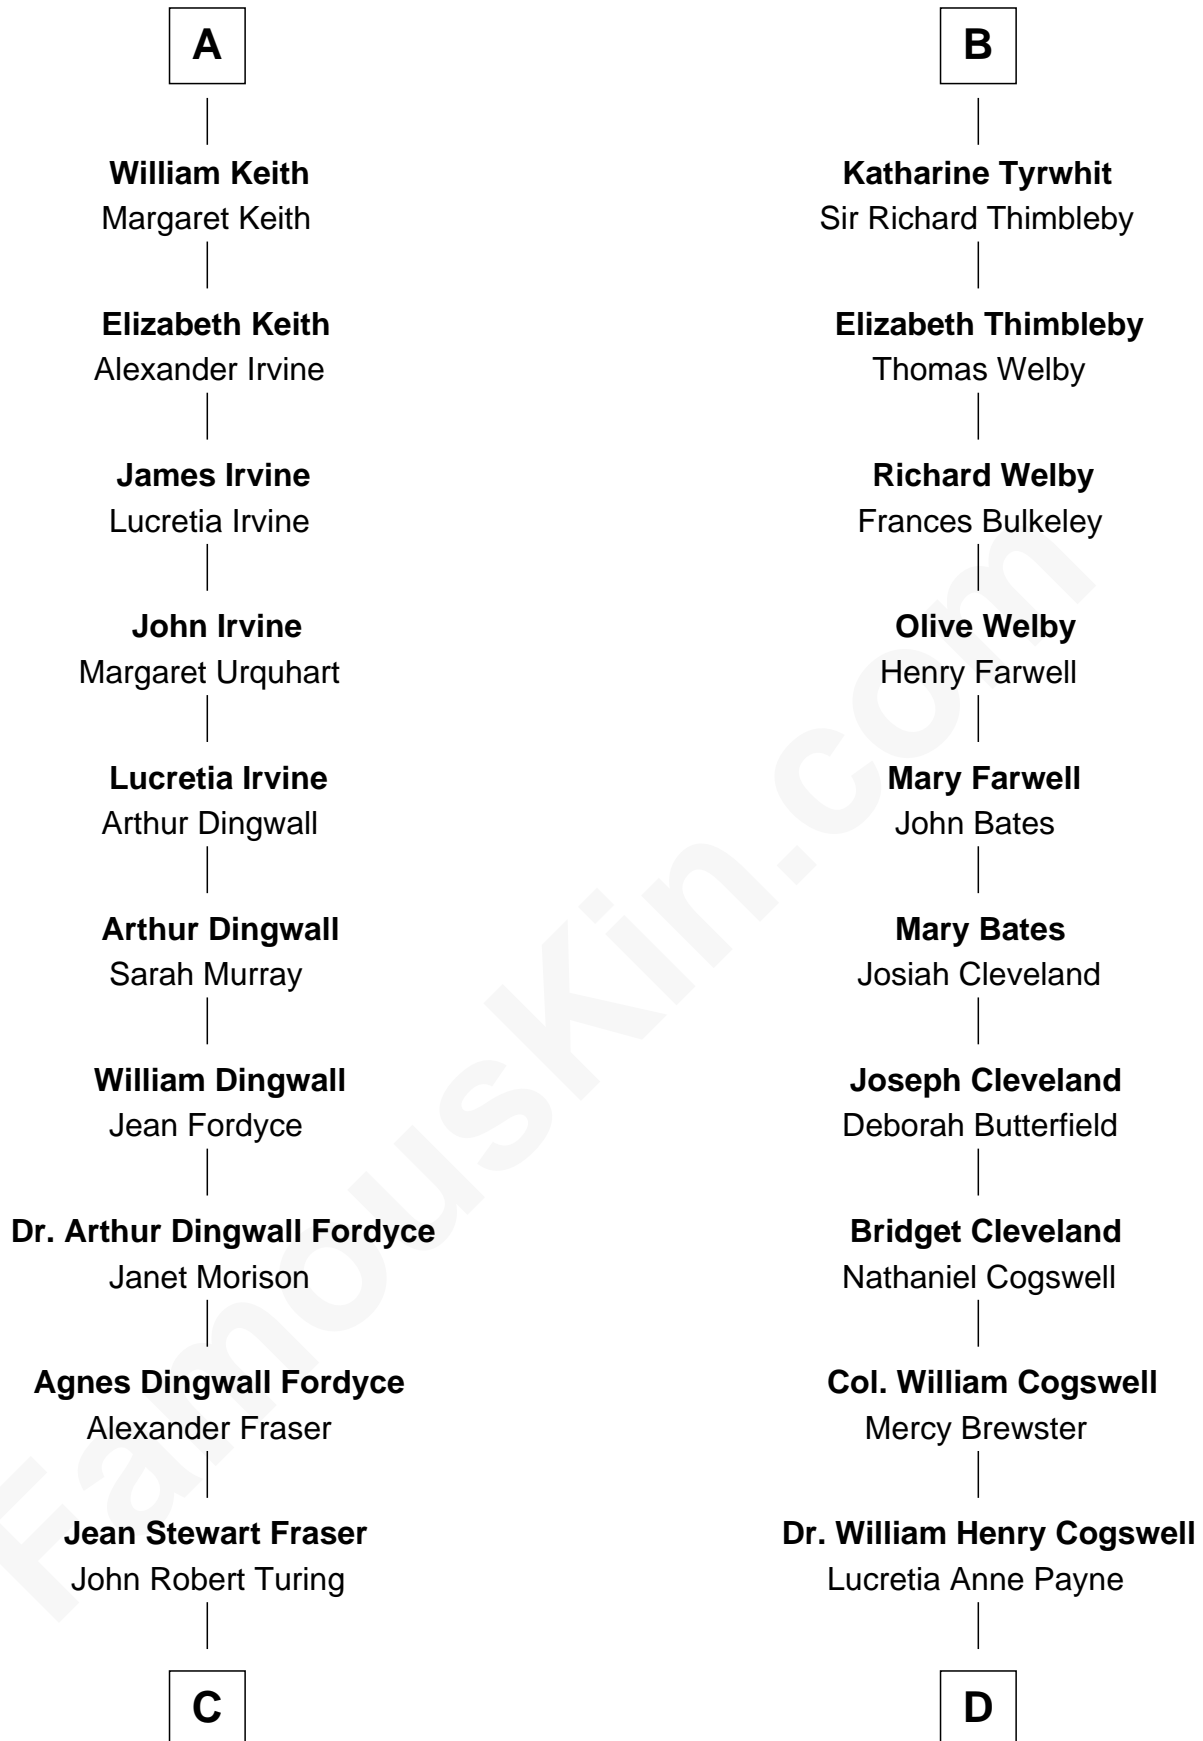 A
William Keith
Margaret Keith
Elizabeth Keith
Alexander Irvine
James Irvine
Lucretia Irvine
John Irvine
Margaret Urquhart
Lucretia Irvine
Arthur Dingwall
Arthur Dingwall
Sarah Murray
William Dingwall
Jean Fordyce
Dr. Arthur Dingwall Fordyce
Janet Morison
Agnes Dingwall Fordyce
Alexander Fraser
Jean Stewart Fraser
John Robert Turing
C
B
Katharine Tyrwhit
Sir Richard Thimbleby
Elizabeth Thimbleby
Thomas Welby
Richard Welby
Frances Bulkeley
Olive Welby
Henry Farwell
Mary Farwell
John Bates
Mary Bates
Josiah Cleveland
Joseph Cleveland
Deborah Butterfield
Bridget Cleveland
Nathaniel Cogswell
Col. William Cogswell
Mercy Brewster
Dr. William Henry Cogswell
Lucretia Anne Payne
D
FamousKin.com